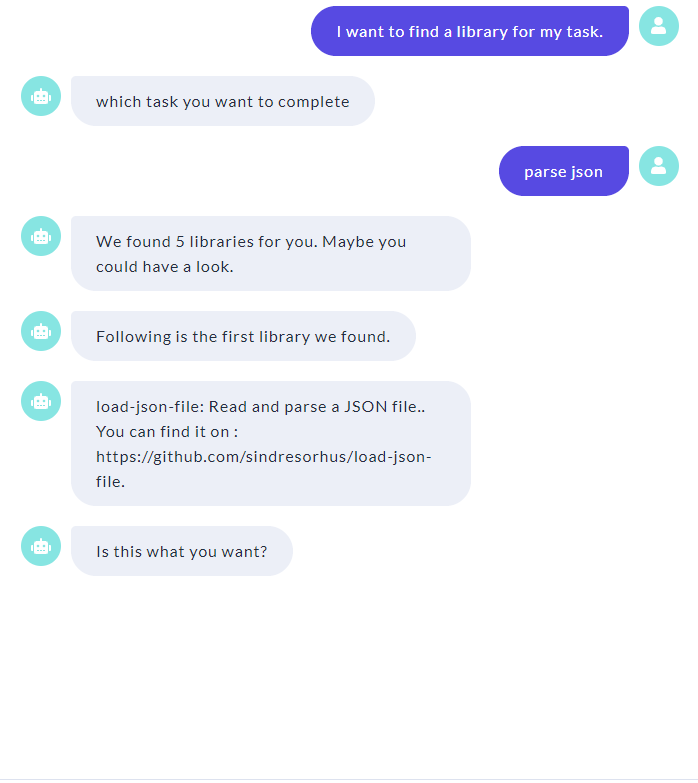 I want to find a library for my task.
which task you want to complete
parse json
We found 5 libraries for you. Maybe you
could have a look.
Following is the first library we found.
load-json-file: Read and parse a JSON file..
You can find it on :
https://github.com/sindresorhus/load-json-
file.
Is this what you want?